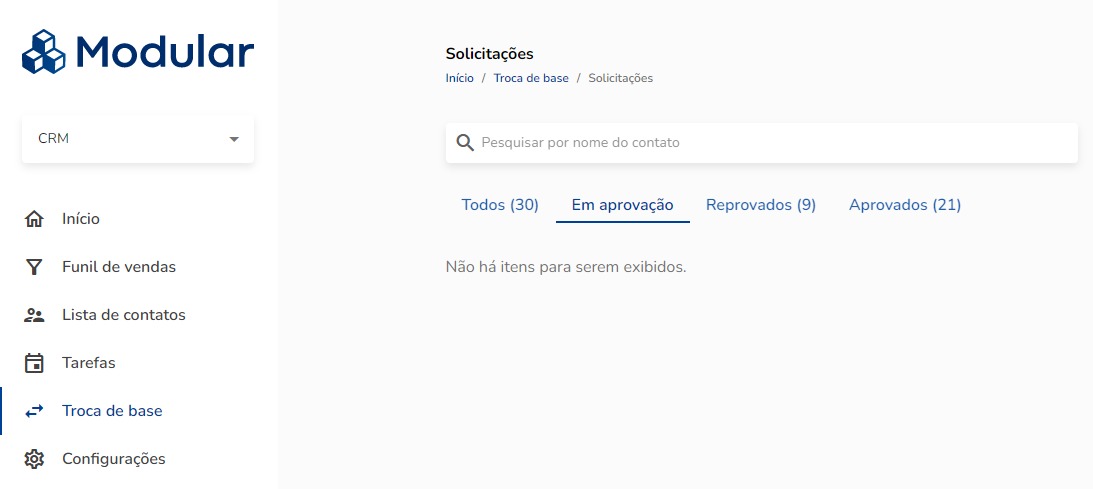 Modular
CRM
Início
Funil de vendas
Lista de contatos
Tarefas
Troca de base
Configurações
Solicitações
Início / Troca de base / Solicitações
Pesquisar por nome do contato
Todos (30) Em aprovação Reprovados (9) Aprovados (21)
Não há itens para serem exibidos.